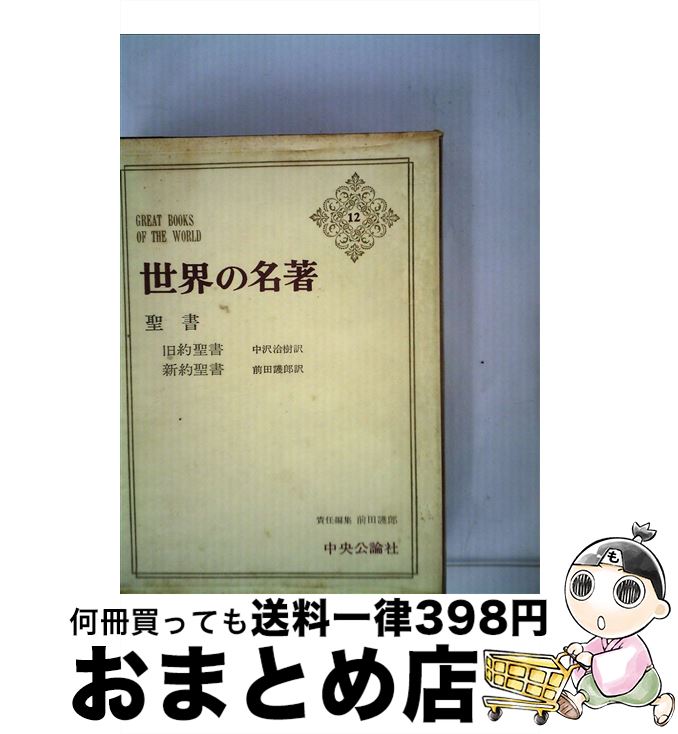 GREAT BOOKS
OF THE WORLD
12
世界の名著
聖書
旧約聖書 中沢洽樹訳
新約聖書 前田護郎訳
責任編集 前田護郎
中央公論社
も
何冊買っても送料一律398円
おまとめ店